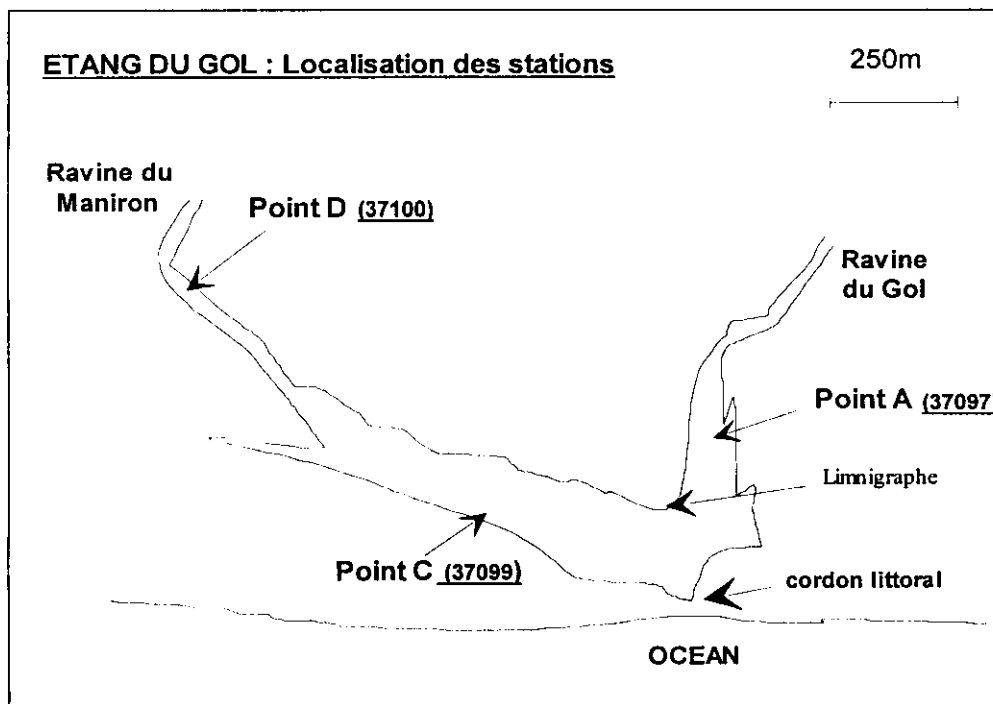 ETANG DU GOL : Localisation des stations
250m
Ravine du
Maniron
Point D (37100)
Ravine
du Gol
Point A (37097
Limnigraphe
Point C (37099)
cordon littoral
OCEAN